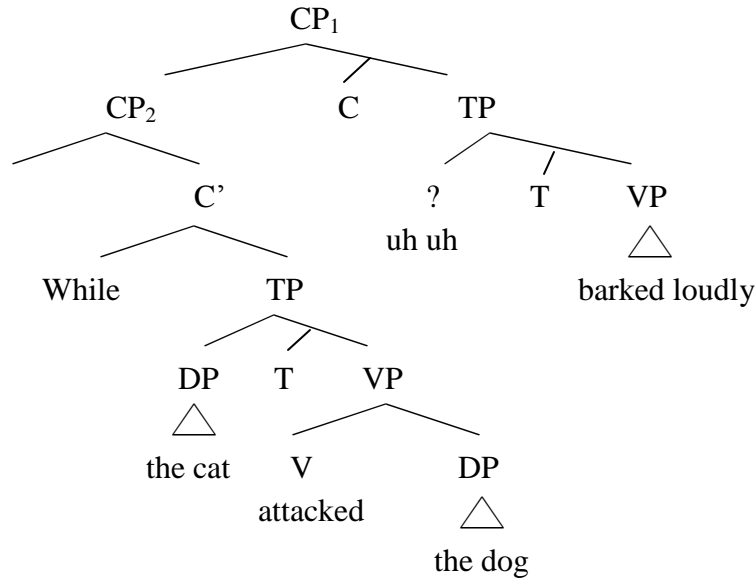 CP₁
CP₂ C TP
C' ? T VP
uh uh
While TP barked loudly
DP T VP
the cat V DP
attacked
the dog